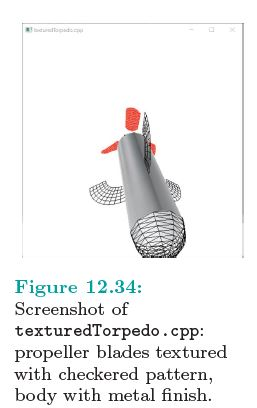 texturedTorpedo.cpp
Figure 12.34:
Screenshot of
texturedTorpedo.cpp:
propeller blades textured
with checkered pattern,
body with metal finish.